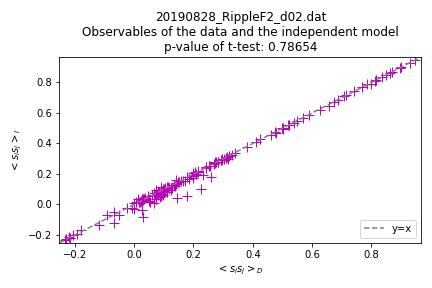 20190828_RippleF2_d02.dat
Observables of the data and the independent model
p-value of t-test: 0.78654
0.8
0.6
0.4
0.2
0.0
−0.2
< sᵢsⱼ >ᵢ
−0.2 0.0 0.2 0.4 0.6 0.8
< sᵢsⱼ >D
y=x